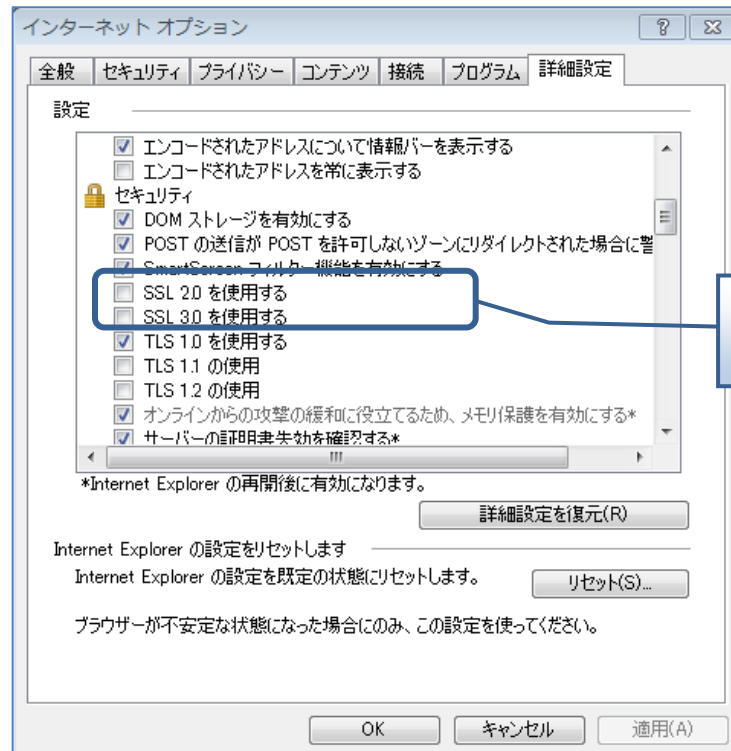 インターネット オプション
全般 セキュリティ プライバシー コンテンツ 接続 プログラム 詳細設定
設定
エンコードされたアドレスについて情報バーを表示する
エンコードされたアドレスを常に表示する
セキュリティ
DOM ストレージを有効にする
POST の送信が POST を許可しないゾーンにリダイレクトされた場合に警
SmartScreen フィルター機能を有効にする
SSL 2.0 を使用する
SSL 3.0 を使用する
TLS 1.0 を使用する
TLS 1.1 の使用
TLS 1.2 の使用
オンラインからの攻撃の緩和に役立てるため、メモリ保護を有効にする*
サーバーの証明書失効を確認する*
*Internet Explorer の再開後に有効になります。
詳細設定を復元(R)
Internet Explorer の設定をリセットします
Internet Explorer の設定を既定の状態にリセットします。
リセット(S)...
ブラウザーが不安定な状態になった場合にのみ、この設定を使ってください。
OK キャンセル 適用(A)